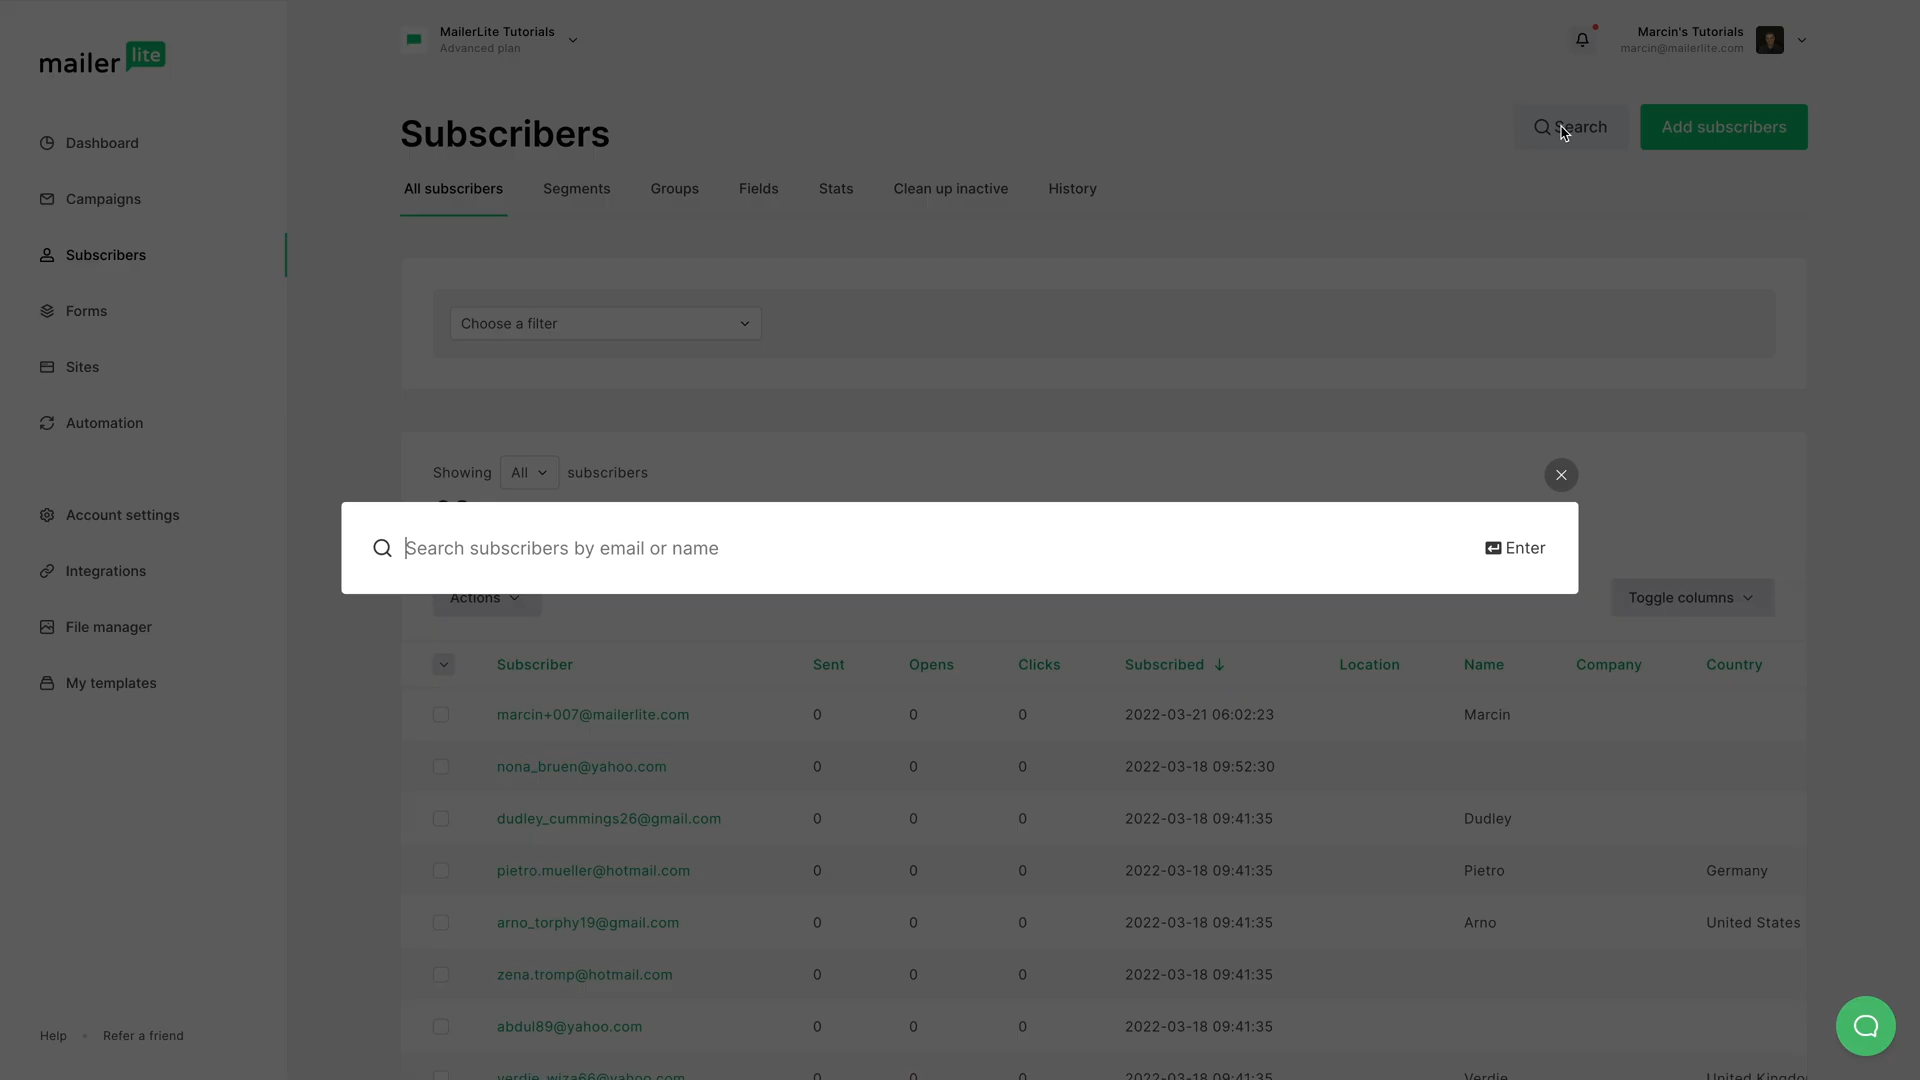 mailer lite
MailerLite Tutorials
Advanced plan
Marcin's Tutorials
marcin@mailerlite.com
Dashboard
Campaigns
Subscribers
Forms
Sites
Automation
Account settings
Integrations
File manager
My templates
Help • Refer a friend
Subscribers
Search
Add subscribers
All subscribers Segments Groups Fields Stats Clean up inactive History
Choose a filter
Showing All subscribers
Search subscribers by email or name
Enter
Actions
Toggle columns
Subscriber Sent Opens Clicks Subscribed ↓ Location Name Company Country
marcin+007@mailerlite.com 0 0 0 2022-03-21 06:02:23 Marcin
nona_bruen@yahoo.com 0 0 0 2022-03-18 09:52:30
dudley_cummings26@gmail.com 0 0 0 2022-03-18 09:41:35 Dudley
pietro.mueller@hotmail.com 0 0 0 2022-03-18 09:41:35 Pietro Germany
arno_torphy19@gmail.com 0 0 0 2022-03-18 09:41:35 Arno United States
zena.tromp@hotmail.com 0 0 0 2022-03-18 09:41:35
abdul89@yahoo.com 0 0 0 2022-03-18 09:41:35
verdie_wiza66@yahoo.com 0 0 0 2022-03-18 09:41:35 Verdie United